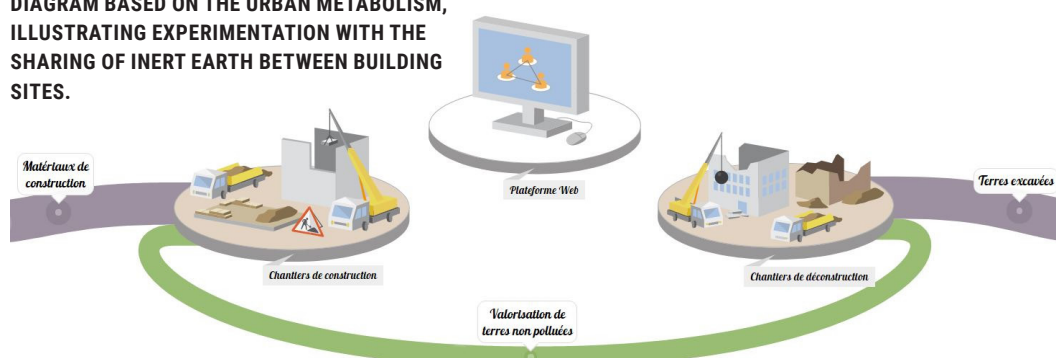 DIAGRAM BASED ON THE URBAN METABOLISM,
ILLUSTRATING EXPERIMENTATION WITH THE
SHARING OF INERT EARTH BETWEEN BUILDING
SITES.
Matériaux de
construction
Plateforme Web
Terres excavées
Chantiers de construction
Chantiers de déconstruction
Valorisation de
terres non polluées